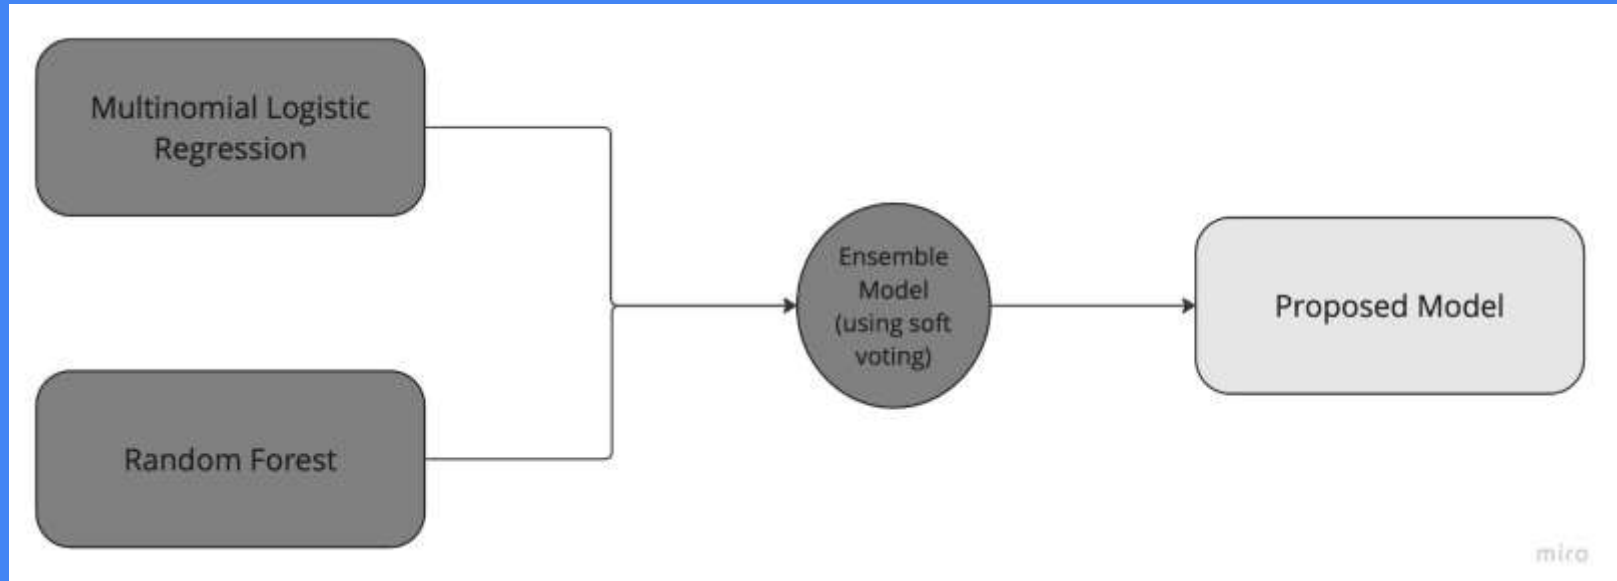 Multinomial Logistic
Regression
Ensemble
Model
(using soft
voting)
Proposed Model
Random Forest
miro